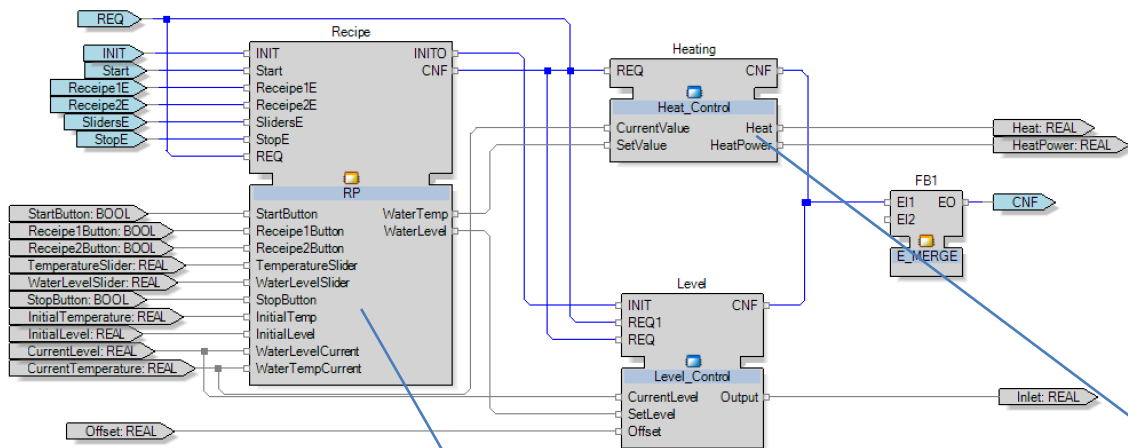 REQ
INIT
Start
Receipe1E
Receipe2E
SlidersE
StopE
StartButton: BOOL
Receipe1Button: BOOL
Receipe2Button: BOOL
TemperatureSlider: REAL
WaterLevelSlider: REAL
StopButton: BOOL
InitialTemperature: REAL
InitialLevel: REAL
CurrentLevel: REAL
CurrentTemperature: REAL
Offset: REAL
Recipe
INIT INITO
Start CNF
Receipe1E
Receipe2E
SlidersE
StopE
REQ
RP
StartButton WaterTemp
Receipe1Button WaterLevel
Receipe2Button
TemperatureSlider
WaterLevelSlider
StopButton
InitialTemp
InitialLevel
WaterLevelCurrent
WaterTempCurrent
Heating
REQ CNF
Heat_Control
CurrentValue Heat
SetValue HeatPower
Level
INIT CNF
REQ1
REQ
Level_Control
CurrentLevel Output
SetLevel
Offset
FB1
EI1 EO
EI2
E_MERGE
Heat: REAL
HeatPower: REAL
CNF
Inlet: REAL